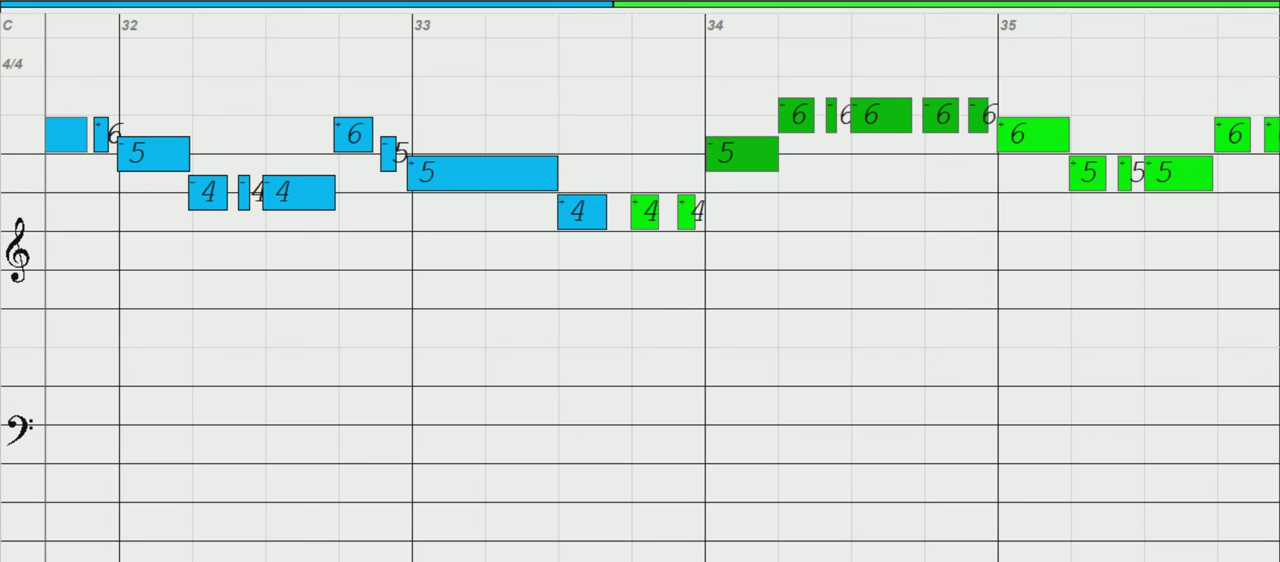 C 32 33 34 35
4/4
- 6 - 6 - 6 - 6 - 6
+ 6 + 6 + 6 + 6 +
- 5 - 5 - 5
+ 5 + 5 + 5 + 5
- 4 - 4 - 4
+ 4 + 4 + 4